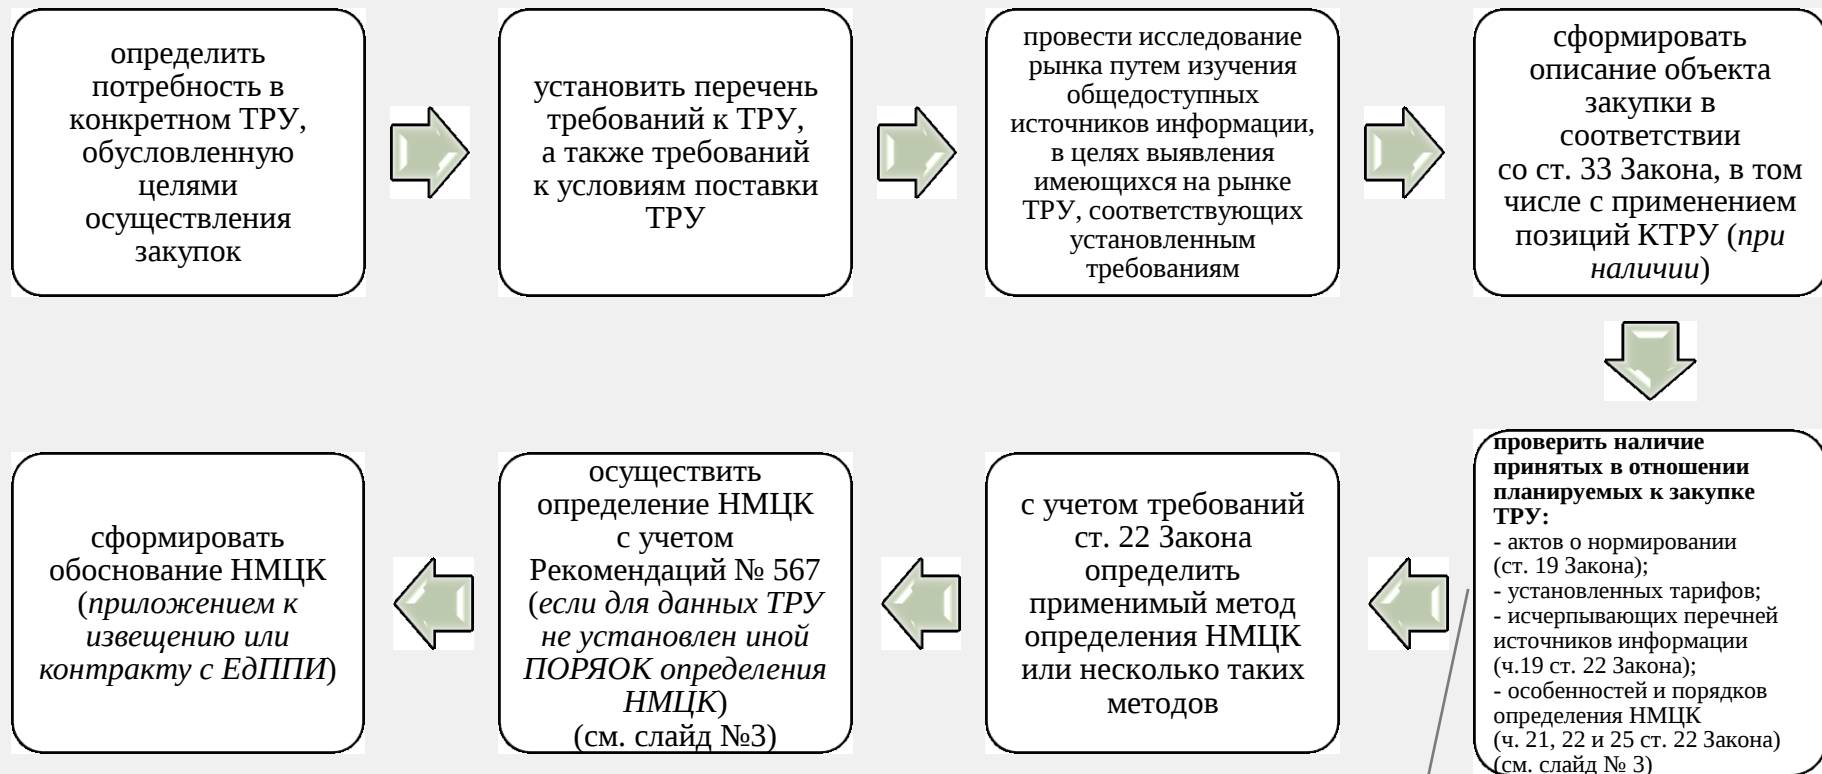 определить
потребность в
конкретном ТРУ,
обусловленную
целями
осуществления
закупок
установить перечень
требований к ТРУ,
а также требований
к условиям поставки
ТРУ
провести исследование
рынка путем изучения
общедоступных
источников информации,
в целях выявления
имеющихся на рынке
ТРУ, соответствующих
установленным
требованиям
сформировать
описание объекта
закупки в
соответствии
со ст. 33 Закона, в том
числе с применением
позиций КТРУ (при
наличии)
проверить наличие
принятых в отношении
планируемых к закупке
ТРУ:
- актов о нормировании
(ст. 19 Закона);
- установленных тарифов;
- исчерпывающих перечней
источников информации
(ч.19 ст. 22 Закона);
- особенностей и порядков
определения НМЦК
(ч. 21, 22 и 25 ст. 22 Закона)
(см. слайд № 3)
с учетом требований
ст. 22 Закона
определить
применимый метод
определения НМЦК
или несколько таких
методов
осуществить
определение НМЦК
с учетом
Рекомендаций № 567
(если для данных ТРУ
не установлен иной
ПОРЯОК определения
НМЦК)
(см. слайд №3)
сформировать
обоснование НМЦК
(приложением к
извещению или
контракту с ЕдППИ)